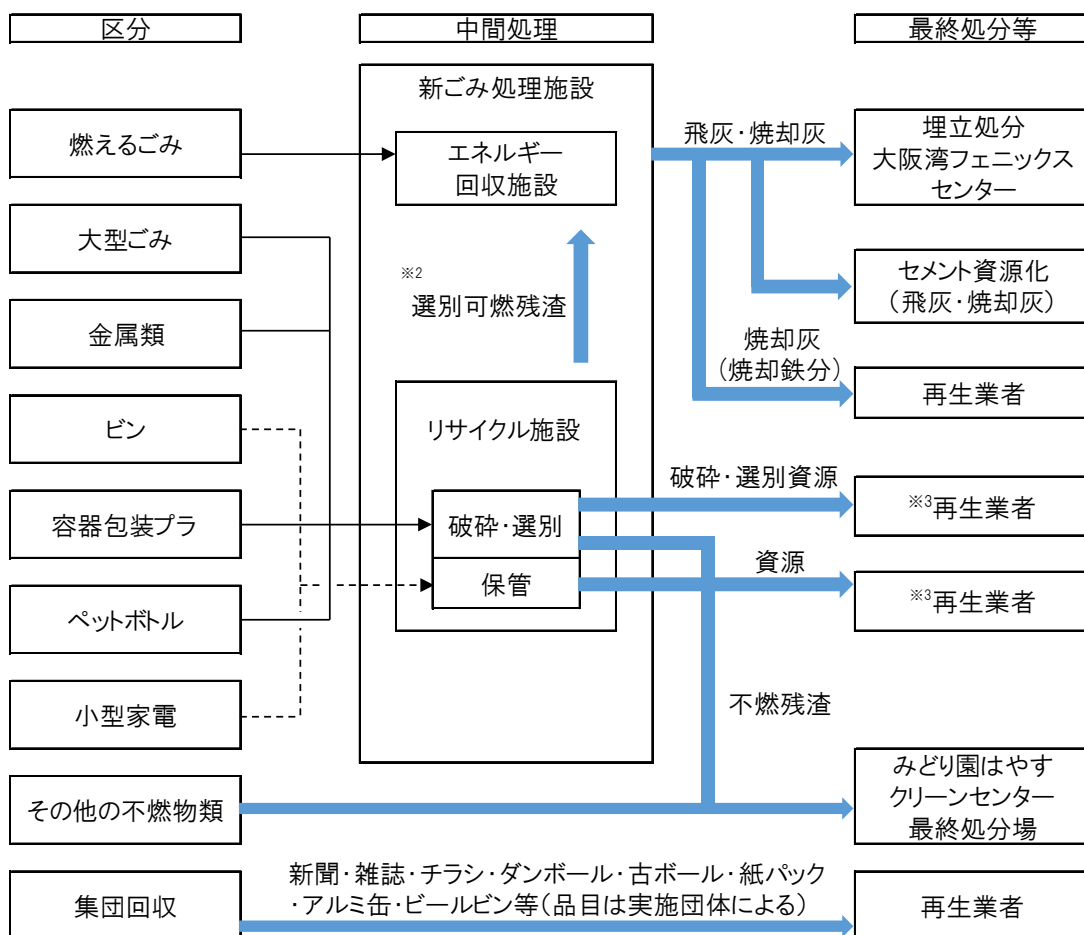 区分
中間処理
最終処分等
新ごみ処理施設
燃えるごみ
エネルギー
回収施設
飛灰・焼却灰
埋立処分
大阪湾フェニックス
センター
大型ごみ
※2
選別可燃残渣
セメント資源化
(飛灰・焼却灰)
金属類
焼却灰
(焼却鉄分)
再生業者
ビン
リサイクル施設
破砕・選別資源
※3再生業者
容器包装プラ
破砕・選別
資源
保管
※3再生業者
ペットボトル
小型家電
不燃残渣
その他の不燃物類
みどり園はやす
クリーンセンター
最終処分場
集団回収
新聞・雑誌・チラシ・ダンボール・古ボール・紙パック
・アルミ缶・ビールビン等(品目は実施団体による)
再生業者